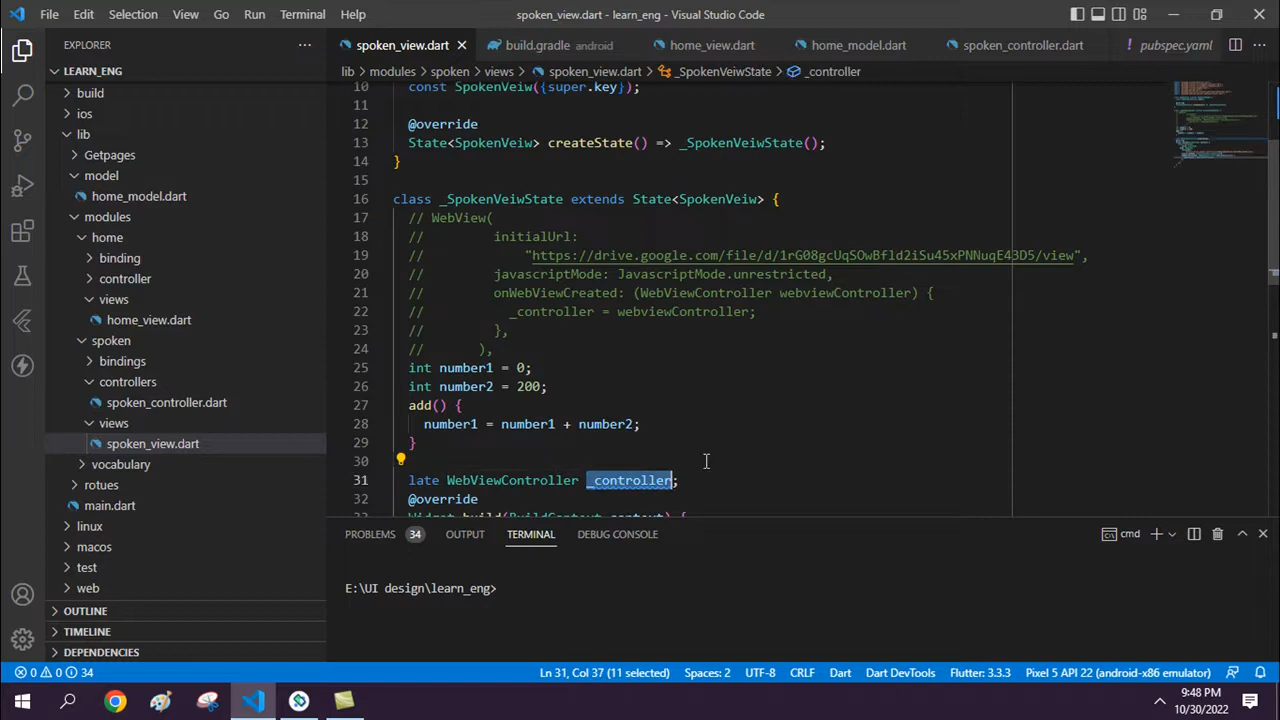 File Edit Selection View Go Run Terminal Help spoken_view.dart - learn_eng - Visual Studio Code
EXPLORER ···
spoken_view.dart build.gradle android home_view.dart home_model.dart spoken_controller.dart pubspec.yaml ···
lib > modules > spoken > views > spoken_view.dart > _SpokenVeiwState > _controller
LEARN_ENG
build
ios
lib
Getpages
model
home_model.dart
modules
home
binding
controller
views
home_view.dart
spoken
bindings
controllers
spoken_controller.dart
views
spoken_view.dart
vocabulary
rotues
main.dart
linux
macos
test
web
OUTLINE
TIMELINE
DEPENDENCIES
10 const SpokenVeiw({super.key});
11
12 @override
13 State<SpokenVeiw> createState() => _SpokenVeiwState();
14 }
15
16 class _SpokenVeiwState extends State<SpokenVeiw> {
17 // WebView(
18 // initialUrl:
19 // "https://drive.google.com/file/d/1rG08gcUqSOwBfld2iSu45xPNNuqE43D5/view",
20 // javascriptMode: JavascriptMode.unrestricted,
21 // onWebViewCreated: (WebViewController webviewController) {
22 // _controller = webviewController;
23 // },
24 // ),
25 int number1 = 0;
26 int number2 = 200;
27 add() {
28 number1 = number1 + number2;
29 }
30
31 late WebViewController _controller;
32 @override
33 Widget build(BuildContext context) {
PROBLEMS 34 OUTPUT TERMINAL DEBUG CONSOLE cmd
E:\UI design\learn_eng>
0 0 34 Ln 31, Col 37 (11 selected) Spaces: 2 UTF-8 CRLF Dart Dart DevTools Flutter: 3.3.3 Pixel 5 API 22 (android-x86 emulator)
9:48 PM
10/30/2022